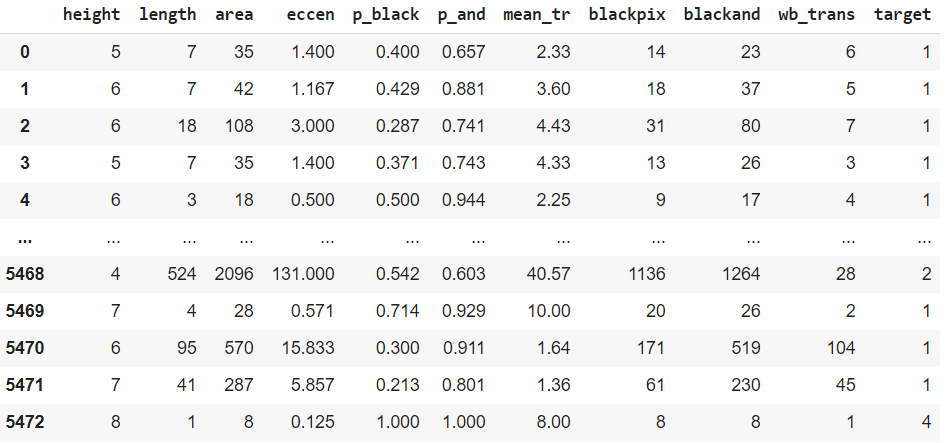 height length area eccen p_black p_and mean_tr blackpix blackand wb_trans target
0 5 7 35 1.400 0.400 0.657 2.33 14 23 6 1
1 6 7 42 1.167 0.429 0.881 3.60 18 37 5 1
2 6 18 108 3.000 0.287 0.741 4.43 31 80 7 1
3 5 7 35 1.400 0.371 0.743 4.33 13 26 3 1
4 6 3 18 0.500 0.500 0.944 2.25 9 17 4 1
... ... ... ... ... ... ... ... ... ... ... ...
5468 4 524 2096 131.000 0.542 0.603 40.57 1136 1264 28 2
5469 7 4 28 0.571 0.714 0.929 10.00 20 26 2 1
5470 6 95 570 15.833 0.300 0.911 1.64 171 519 104 1
5471 7 41 287 5.857 0.213 0.801 1.36 61 230 45 1
5472 8 1 8 0.125 1.000 1.000 8.00 8 8 1 4